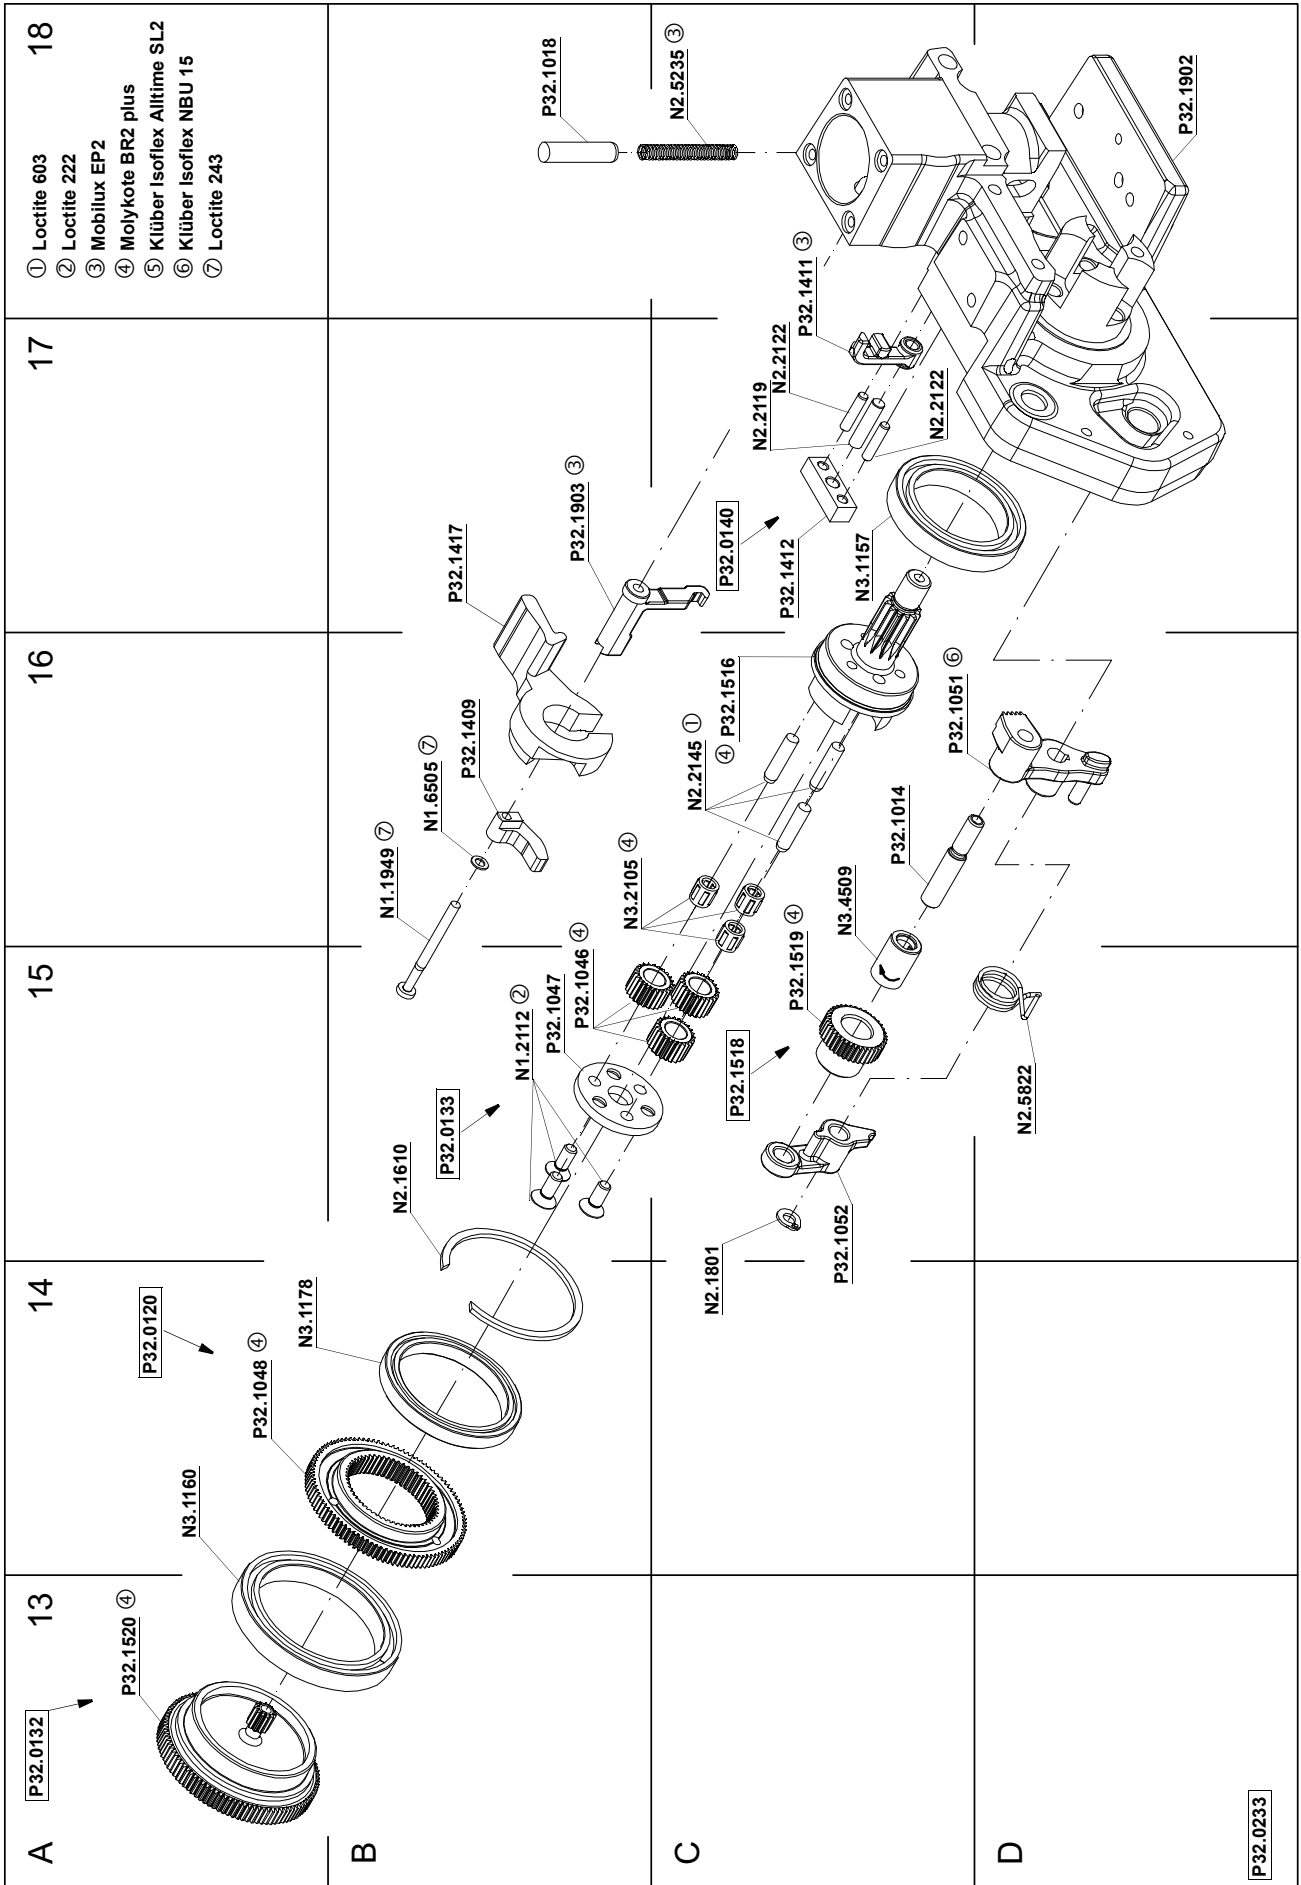 13
14
15
16
17
18
A
B
C
D
① Loctite 603
② Loctite 222
③ Mobilux EP2
④ Molykote BR2 plus
⑤ Klüber Isoflex Alltime SL2
⑥ Klüber Isoflex NBU 15
⑦ Loctite 243
P32.0132
P32.1520 ④
N3.1160
P32.1048 ④
P32.0120
N3.1178
N2.1610
P32.0133
N1.2112 ②
P32.1047
P32.1046 ④
N3.2105 ④
N2.2145 ①
④
P32.1516
N1.1949 ⑦
N1.6505 ⑦
P32.1409
P32.1417
P32.1903 ③
P32.1018
N2.5235 ③
P32.0140
P32.1412
N2.2119
N2.2122
P32.1411 ③
N2.2122
N3.1157
P32.1902
N2.1801
P32.1052
P32.1518
P32.1519 ④
N3.4509
P32.1014
P32.1051 ⑥
N2.5822
P32.0233